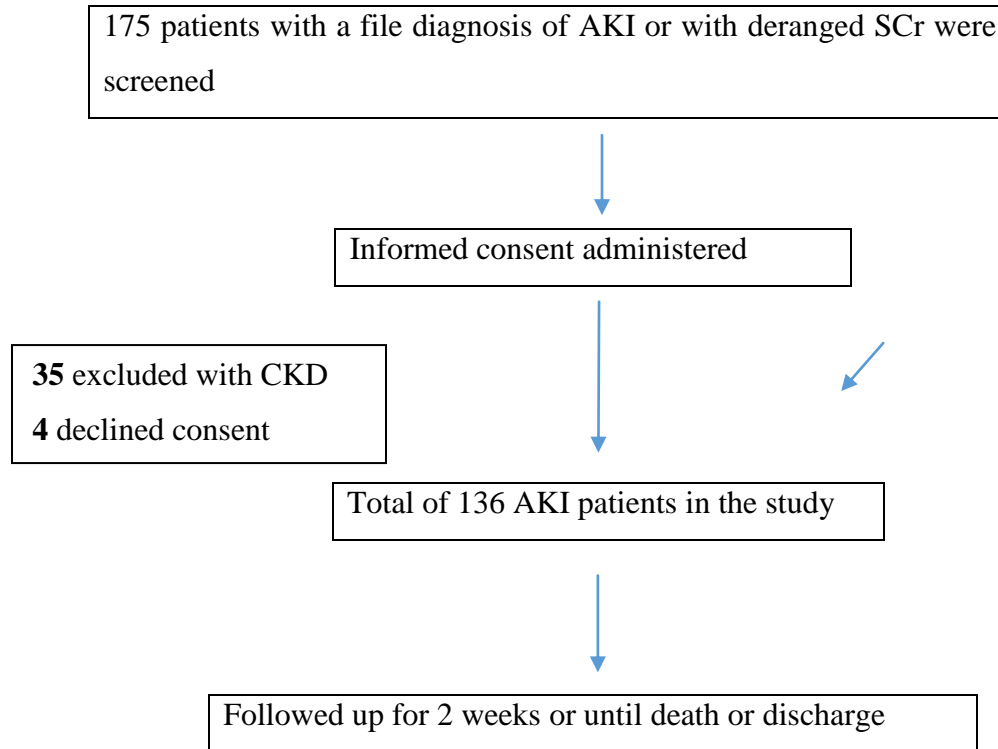 175 patients with a file diagnosis of AKI or with deranged SCr were
screened
Informed consent administered
35 excluded with CKD
4 declined consent
Total of 136 AKI patients in the study
Followed up for 2 weeks or until death or discharge